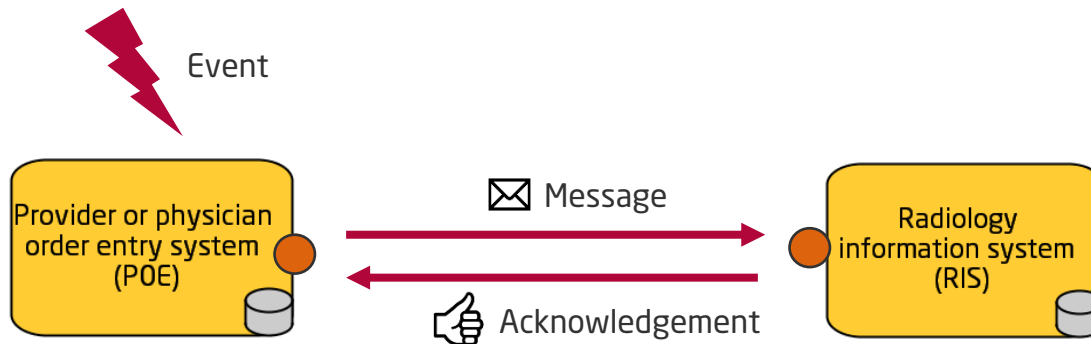 Event
Provider or physician
order entry system
(POE)
Message
Acknowledgement
Radiology
information system
(RIS)